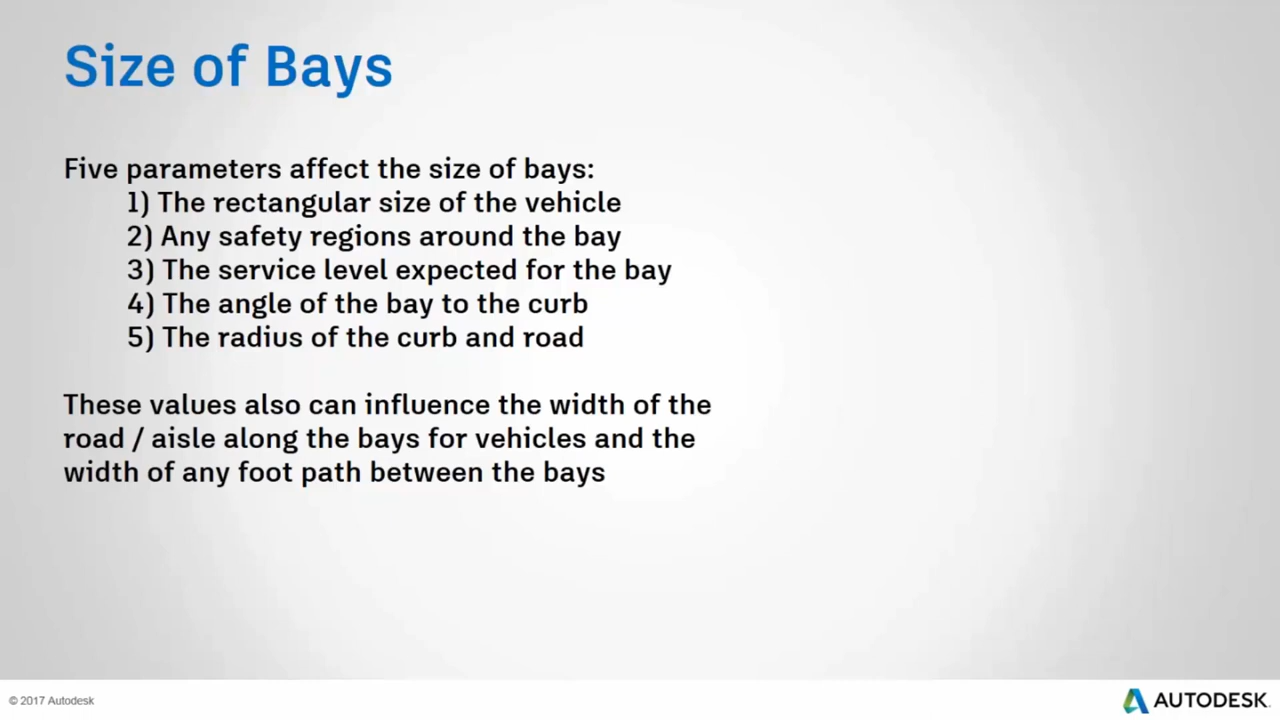 Size of Bays
Five parameters affect the size of bays:
1) The rectangular size of the vehicle
2) Any safety regions around the bay
3) The service level expected for the bay
4) The angle of the bay to the curb
5) The radius of the curb and road
These values also can influence the width of the
road / aisle along the bays for vehicles and the
width of any foot path between the bays
© 2017 Autodesk
AUTODESK.